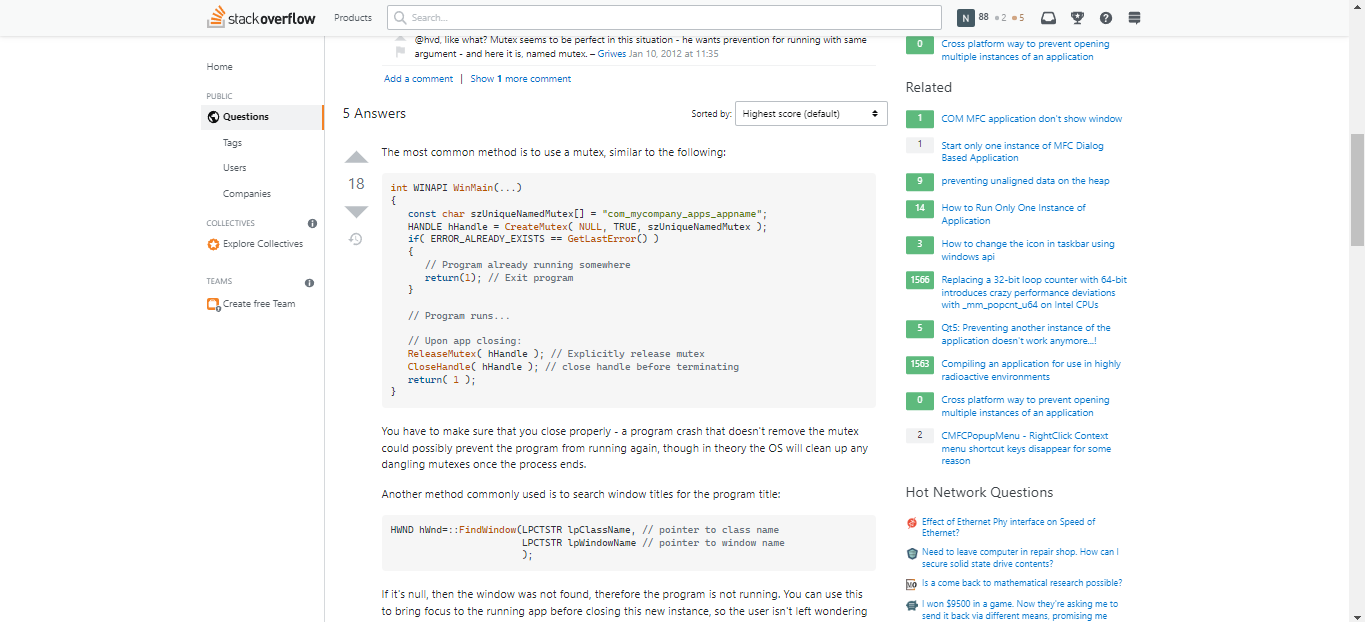 stackoverflow
Products
Search...
N 88 2 5
@hvd, like what? Mutex seems to be perfect in this situation - he wants prevention for running with same
argument - and here it is, named mutex. – Griwes Jan 10, 2012 at 11:35
Add a comment | Show 1 more comment
Home
PUBLIC
Questions
Tags
Users
Companies
COLLECTIVES
Explore Collectives
TEAMS
Create free Team
5 Answers
Sorted by:
Highest score (default)
18
The most common method is to use a mutex, similar to the following:
int WINAPI WinMain(...)
{
const char szUniqueNamedMutex[] = "com_mycompany_apps_appname";
HANDLE hHandle = CreateMutex( NULL, TRUE, szUniqueNamedMutex );
if( ERROR_ALREADY_EXISTS == GetLastError() )
{
// Program already running somewhere
return(1); // Exit program
}
// Program runs...
// Upon app closing:
ReleaseMutex( hHandle ); // Explicitly release mutex
CloseHandle( hHandle ); // close handle before terminating
return( 1 );
}
You have to make sure that you close properly - a program crash that doesn't remove the mutex
could possibly prevent the program from running again, though in theory the OS will clean up any
dangling mutexes once the process ends.
Another method commonly used is to search window titles for the program title:
HWND hWnd=::FindWindow(LPCTSTR lpClassName, // pointer to class name
LPCTSTR lpWindowName // pointer to window name
);
If it's null, then the window was not found, therefore the program is not running. You can use this
to bring focus to the running app before closing this new instance, so the user isn't left wondering
0 Cross platform way to prevent opening
multiple instances of an application
Related
1 COM MFC application don't show window
1 Start only one instance of MFC Dialog
Based Application
9 preventing unaligned data on the heap
14 How to Run Only One Instance of
Application
3 How to change the icon in taskbar using
windows api
1566 Replacing a 32-bit loop counter with 64-bit
introduces crazy performance deviations
with _mm_popcnt_u64 on Intel CPUs
5 Qt5: Preventing another instance of the
application doesn't work anymore...!
1563 Compiling an application for use in highly
radioactive environments
0 Cross platform way to prevent opening
multiple instances of an application
2 CMFCPopupMenu - RightClick Context
menu shortcut keys disappear for some
reason
Hot Network Questions
Effect of Ethernet Phy interface on Speed of
Ethernet?
Need to leave computer in repair shop. How can I
secure solid state drive contents?
Is a come back to mathematical research possible?
I won $9500 in a game. Now they're asking me to
send it back via different means, promising me